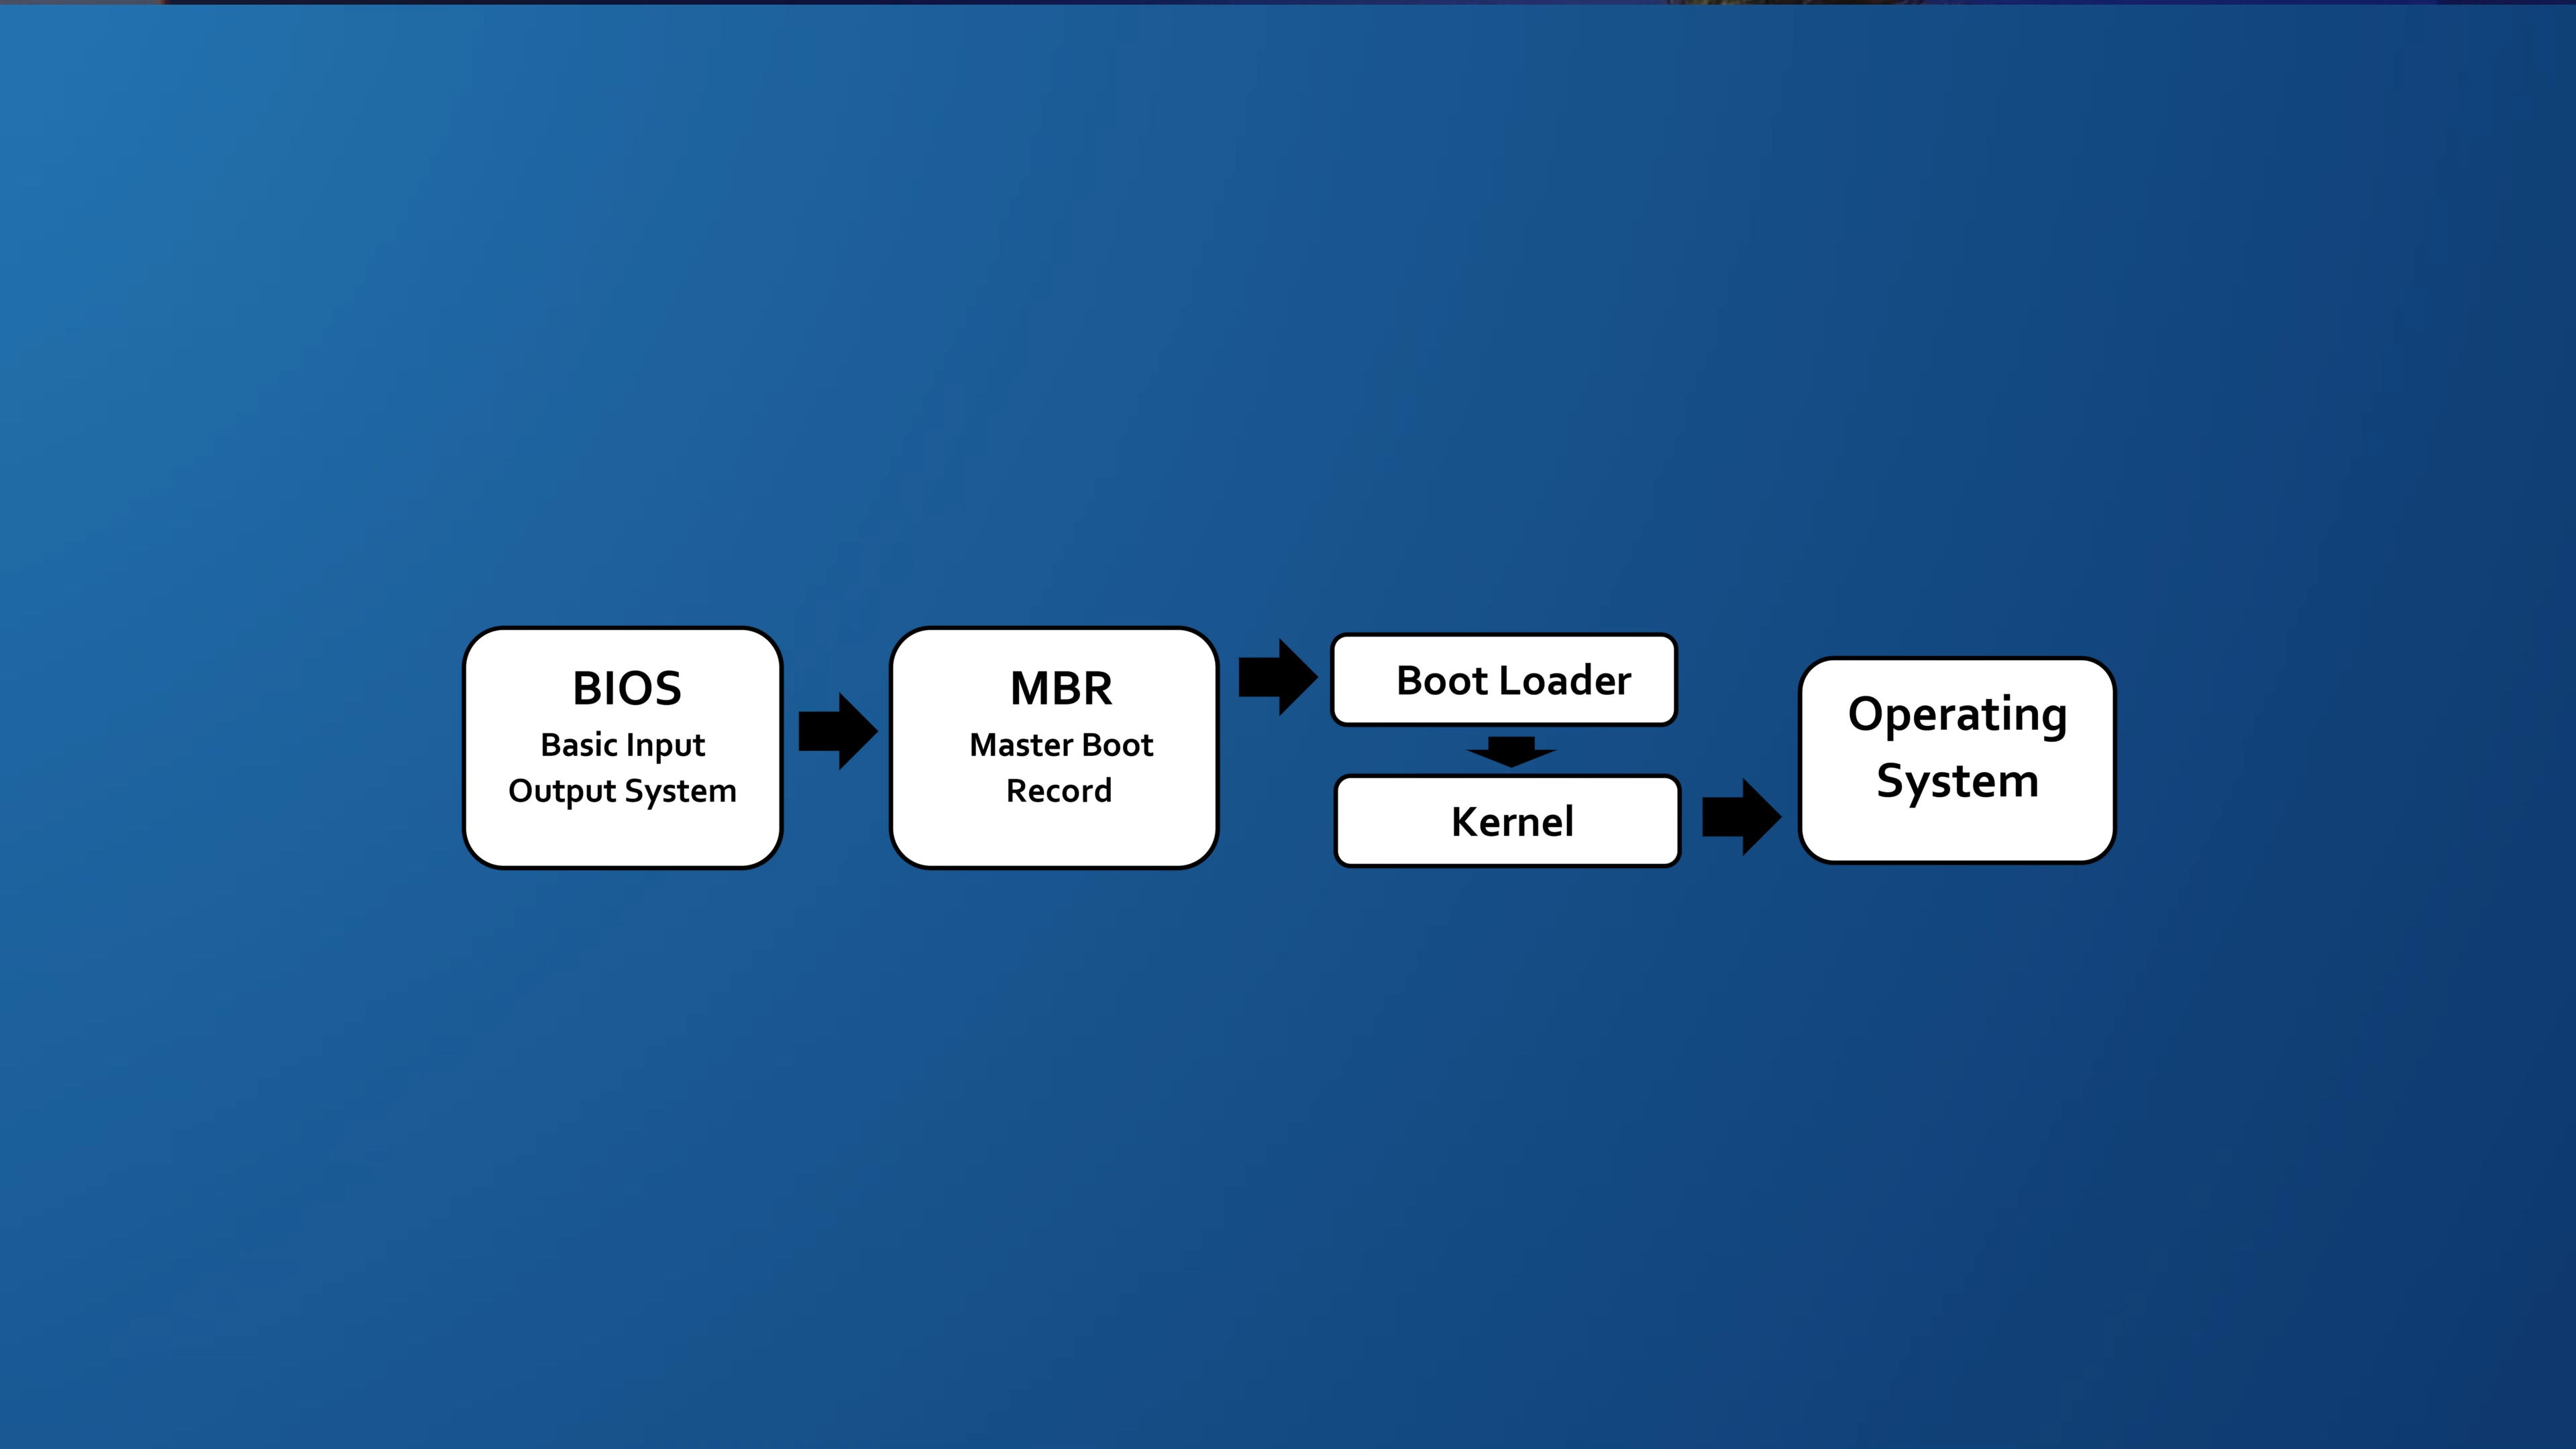 BIOS
Basic Input
Output System
MBR
Master Boot
Record
Boot Loader
Kernel
Operating
System